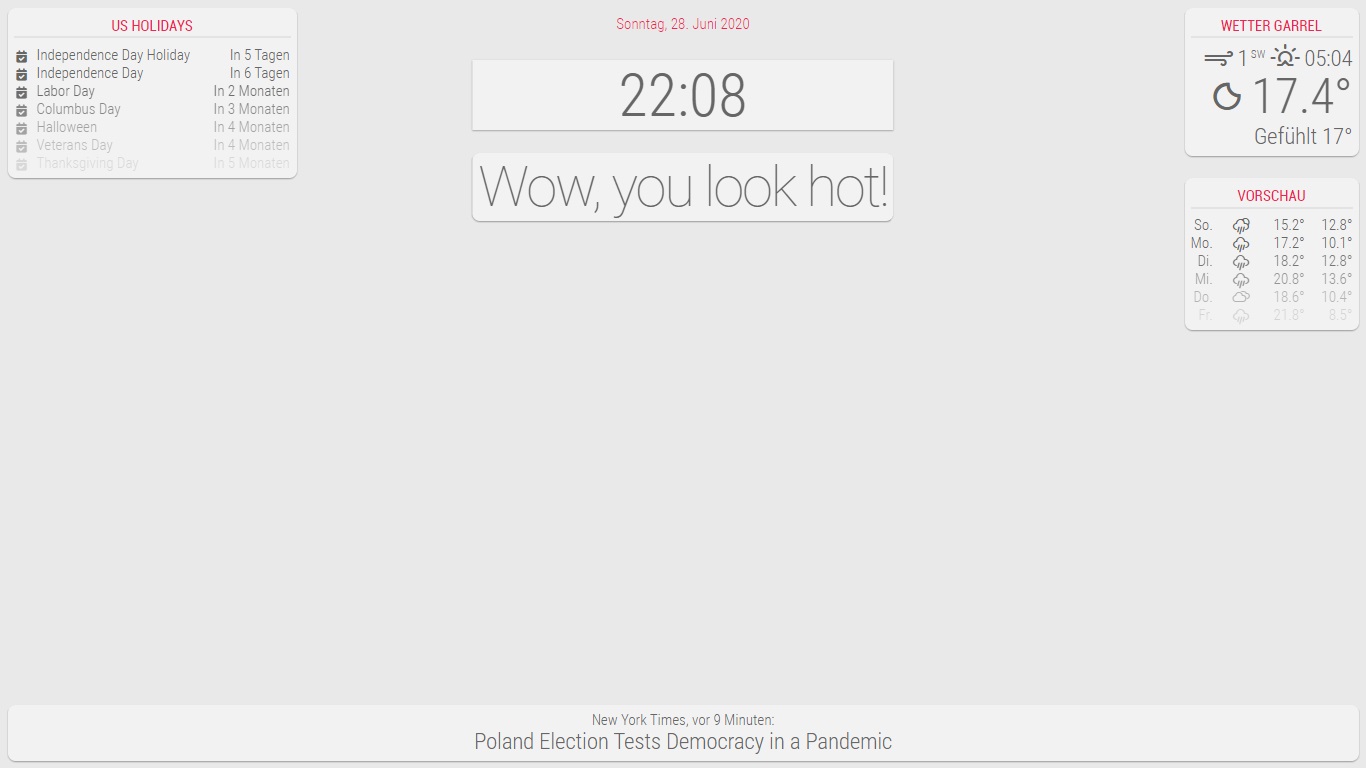 US HOLIDAYS
Independence Day Holiday In 5 Tagen
Independence Day In 6 Tagen
Labor Day In 2 Monaten
Columbus Day In 3 Monaten
Halloween In 4 Monaten
Veterans Day In 4 Monaten
Thanksgiving Day In 5 Monaten
Sonntag, 28. Juni 2020
22:08
Wow, you look hot!
WETTER GARREL
1 SW 05:04
17.4°
Gefühlt 17°
VORSCHAU
So. 15.2° 12.8°
Mo. 17.2° 10.1°
Di. 18.2° 12.8°
Mi. 20.8° 13.6°
Do. 18.6° 10.4°
Fr. 21.8° 8.5°
New York Times, vor 9 Minuten:
Poland Election Tests Democracy in a Pandemic